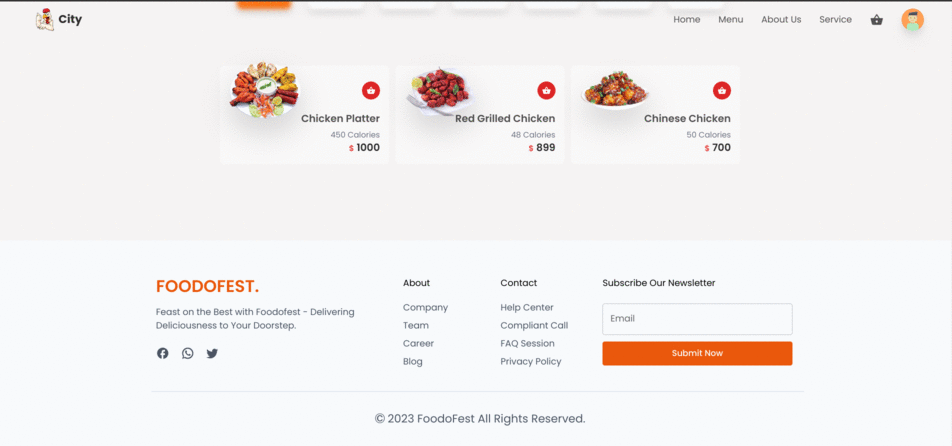 City
Home Menu About Us Service
Chicken Platter
450 Calories
$ 1000
Red Grilled Chicken
48 Calories
$ 899
Chinese Chicken
50 Calories
$ 700
FOODOFEST.
Feast on the Best with Foodofest - Delivering
Deliciousness to Your Doorstep.
About
Company
Team
Career
Blog
Contact
Help Center
Compliant Call
FAQ Session
Privacy Policy
Subscribe Our Newsletter
Email
Submit Now
© 2023 FoodoFest All Rights Reserved.